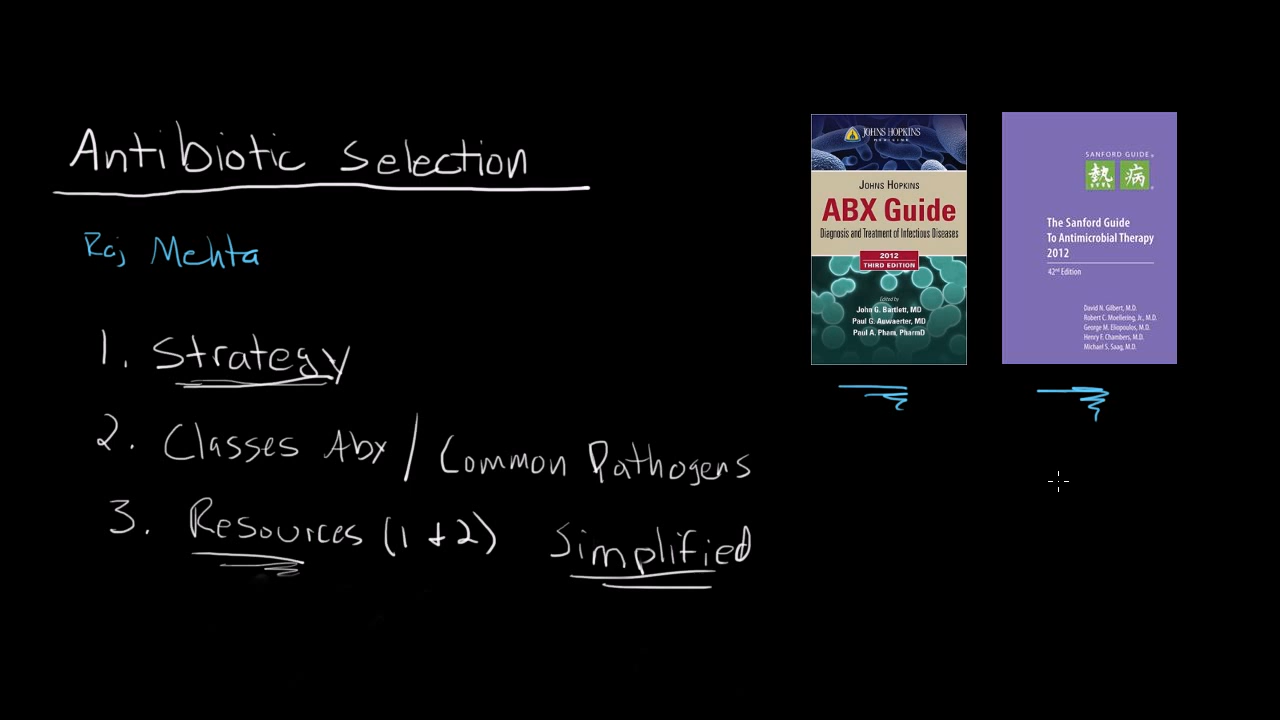 Antibiotic Selection
Raj Mehta
1. Strategy
2. Classes Abx / Common Pathogens
3. Resources (1 + 2) Simplified
JOHNS HOPKINS
MEDICINE
JOHNS HOPKINS
ABX Guide
Diagnosis and Treatment of Infectious Diseases
2012
THIRD EDITION
Edited by
John G. Bartlett, MD
Paul G. Auwaerter, MD
Paul A. Pham, PharmD
SANFORD GUIDE®
熱病®
The Sanford Guide
To Antimicrobial Therapy
2012
42nd Edition
David N. Gilbert, M.D.
Robert C. Moellering, Jr., M.D.
George M. Eliopoulos, M.D.
Henry F. Chambers, M.D.
Michael S. Saag, M.D.